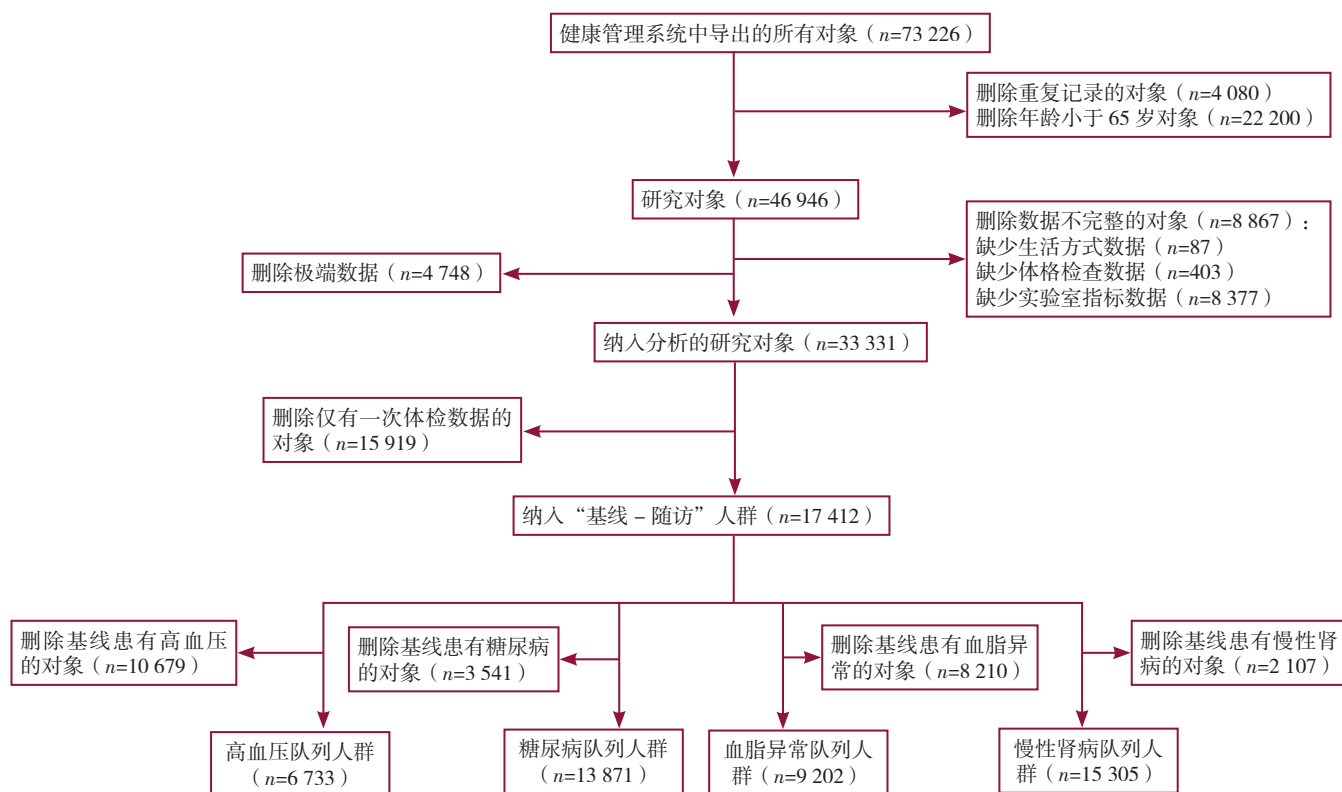 健康管理系统中导出的所有对象（n=73 226）
删除重复记录的对象（n=4 080）
删除年龄小于 65 岁对象（n=22 200）
研究对象（n=46 946）
删除数据不完整的对象（n=8 867）：
缺少生活方式数据（n=87）
缺少体格检查数据（n=403）
缺少实验室指标数据（n=8 377）
删除极端数据（n=4 748）
纳入分析的研究对象（n=33 331）
删除仅有一次体检数据的
对象（n=15 919）
纳入“基线 – 随访”人群（n=17 412）
删除基线患有高血压
的对象（n=10 679）
删除基线患有糖尿病
的对象（n=3 541）
删除基线患有血脂异
常的对象（n=8 210）
删除基线患有慢性肾
病的对象（n=2 107）
高血压队列人群
（n=6 733）
糖尿病队列人群
（n=13 871）
血脂异常队列人
群（n=9 202）
慢性肾病队列人
群（n=15 305）